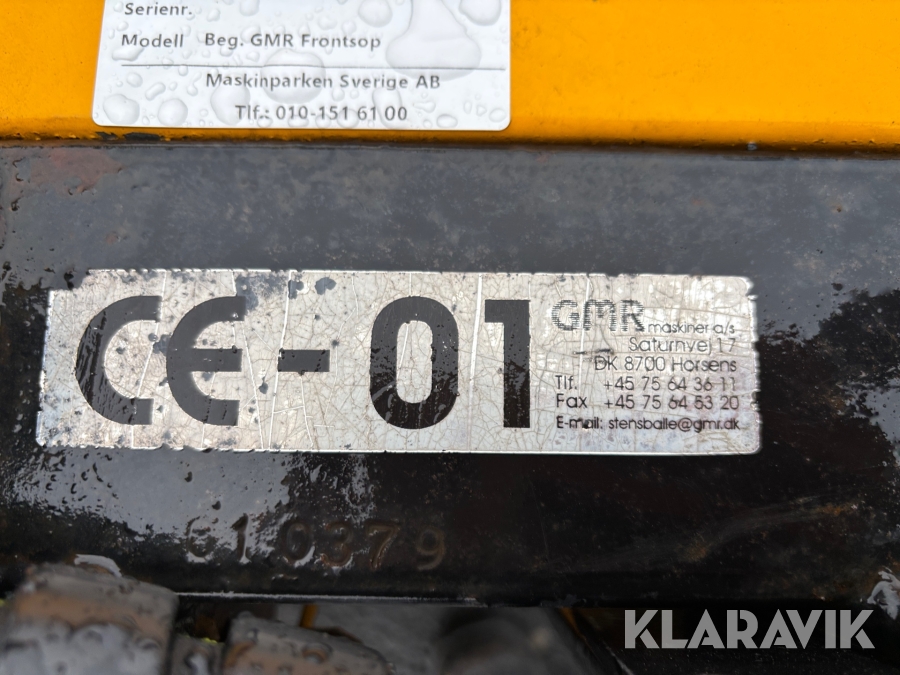 Serienr.
Modell Beg. GMR Frontsop
Maskinparken Sverige AB
Tlf.: 010-151 61 00
CE-01
GMR maskiner a/s
Saturnvej 17
DK 8700 Horsens
Tlf. +45 75 64 36 11
Fax +45 75 64 53 20
E-mail: stensballe@gmr.dk
610379
KLARAVIK